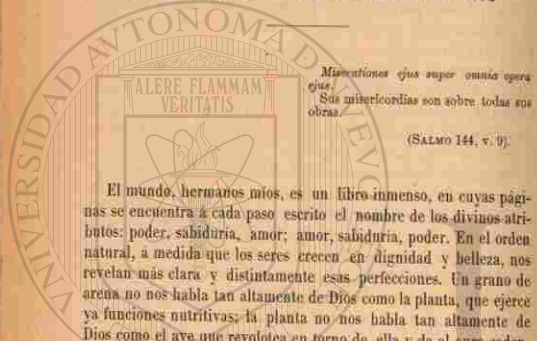 Miserationes ejus super omnia opera
ejus.
Sus misericordias son sobre todas sus
obras.
(SALMO 144, v. 9).
El mundo, hermanos mios, es un libro inmenso, en cuyas pági-
nas se encuentra á cada paso escrito el nombre de los divinos atri-
butos: poder, sabiduría, amor; amor, sabiduría, poder. En el orden
natural, á medida que los seres crecen en dignidad y belleza, nos
revelan más clara y distintamente esas perfecciones. Un grano de
arena no nos habla tan altamente de Dios como la planta, que ejerce
ya funciones nutritivas; la planta no nos habla tan altamente de
Dios como el ave que revolotea en torno de ella y da al aura
ALERE FLAMMAM
VERITATIS